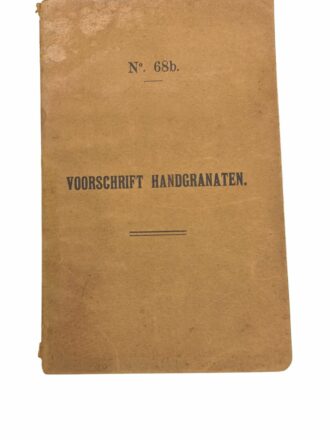 Nº. 68b.
VOORSCHRIFT HANDGRANATEN.